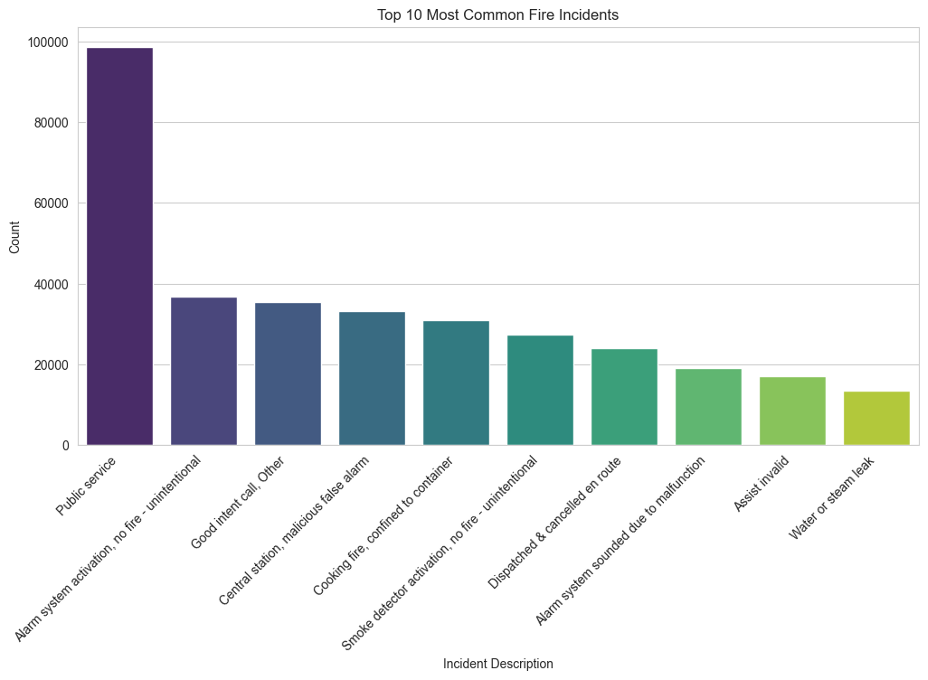 Top 10 Most Common Fire Incidents
Count
100000
80000
60000
40000
20000
0
Public service
Alarm system activation, no fire - unintentional
Good intent call, Other
Central station, malicious false alarm
Cooking fire, confined to container
Smoke detector activation, no fire - unintentional
Dispatched & cancelled en route
Alarm system sounded due to malfunction
Assist invalid
Water or steam leak
Incident Description